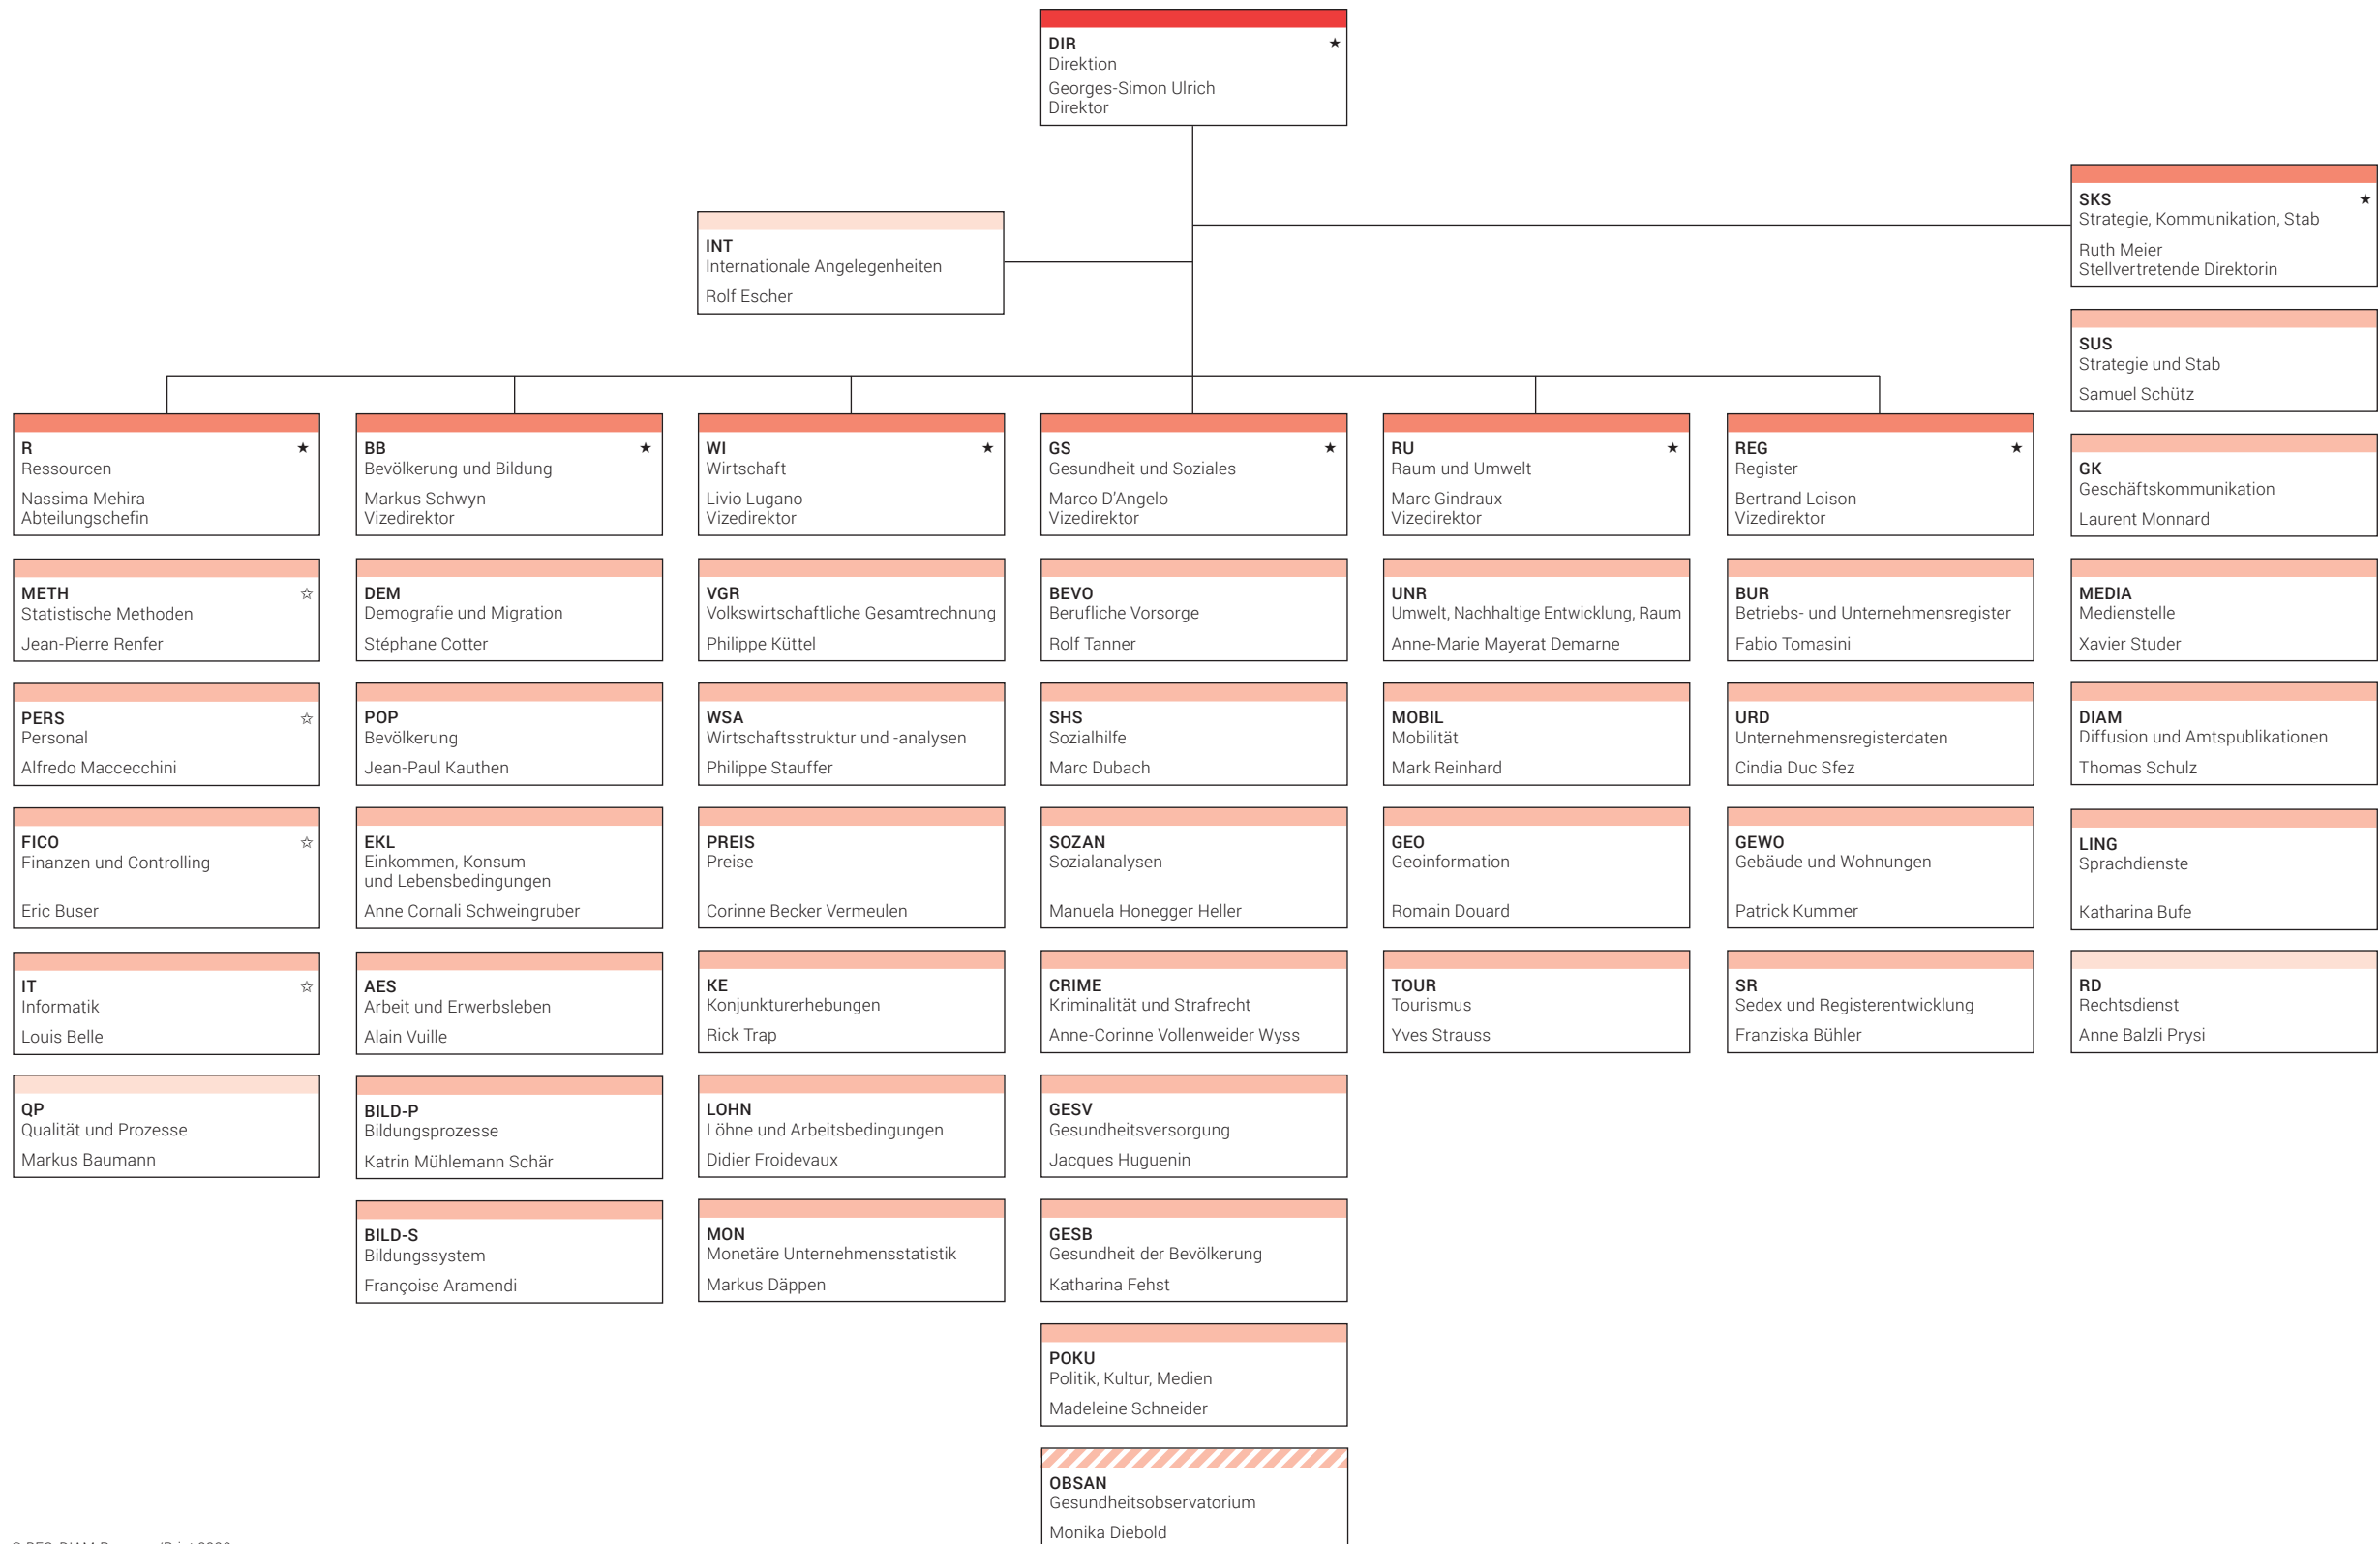 DIR ★
Direktion
Georges-Simon Ulrich
Direktor
SKS ★
Strategie, Kommunikation, Stab
Ruth Meier
Stellvertretende Direktorin
INT
Internationale Angelegenheiten
Rolf Escher
SUS
Strategie und Stab
Samuel Schütz
GK
Geschäftskommunikation
Laurent Monnard
MEDIA
Medienstelle
Xavier Studer
DIAM
Diffusion und Amtspublikationen
Thomas Schulz
LING
Sprachdienste
Katharina Bufe
RD
Rechtsdienst
Anne Balzli Prysi
R ★
Ressourcen
Nassima Mehira
Abteilungschefin
METH ☆
Statistische Methoden
Jean-Pierre Renfer
PERS ☆
Personal
Alfredo Maccecchini
FICO ☆
Finanzen und Controlling
Eric Buser
IT ☆
Informatik
Louis Belle
QP
Qualität und Prozesse
Markus Baumann
BB ★
Bevölkerung und Bildung
Markus Schwyn
Vizedirektor
DEM
Demografie und Migration
Stéphane Cotter
POP
Bevölkerung
Jean-Paul Kauthen
EKL
Einkommen, Konsum
und Lebensbedingungen
Anne Cornali Schweingruber
AES
Arbeit und Erwerbsleben
Alain Vuille
BILD-P
Bildungsprozesse
Katrin Mühlemann Schär
BILD-S
Bildungssystem
Françoise Aramendi
WI ★
Wirtschaft
Livio Lugano
Vizedirektor
VGR
Volkswirtschaftliche Gesamtrechnung
Philippe Küttel
WSA
Wirtschaftsstruktur und -analysen
Philippe Stauffer
PREIS
Preise
Corinne Becker Vermeulen
KE
Konjunkturerhebungen
Rick Trap
LOHN
Löhne und Arbeitsbedingungen
Didier Froidevaux
MON
Monetäre Unternehmensstatistik
Markus Däppen
GS ★
Gesundheit und Soziales
Marco D’Angelo
Vizedirektor
BEVO
Berufliche Vorsorge
Rolf Tanner
SHS
Sozialhilfe
Marc Dubach
SOZAN
Sozialanalysen
Manuela Honegger Heller
CRIME
Kriminalität und Strafrecht
Anne-Corinne Vollenweider Wyss
GESV
Gesundheitsversorgung
Jacques Huguenin
GESB
Gesundheit der Bevölkerung
Katharina Fehst
POKU
Politik, Kultur, Medien
Madeleine Schneider
OBSAN
Gesundheitsobservatorium
Monika Diebold
RU ★
Raum und Umwelt
Marc Gindraux
Vizedirektor
UNR
Umwelt, Nachhaltige Entwicklung, Raum
Anne-Marie Mayerat Demarne
MOBIL
Mobilität
Mark Reinhard
GEO
Geoinformation
Romain Douard
TOUR
Tourismus
Yves Strauss
REG ★
Register
Bertrand Loison
Vizedirektor
BUR
Betriebs- und Unternehmensregister
Fabio Tomasini
URD
Unternehmensregisterdaten
Cindia Duc Sfez
GEWO
Gebäude und Wohnungen
Patrick Kummer
SR
Sedex und Registerentwicklung
Franziska Bühler